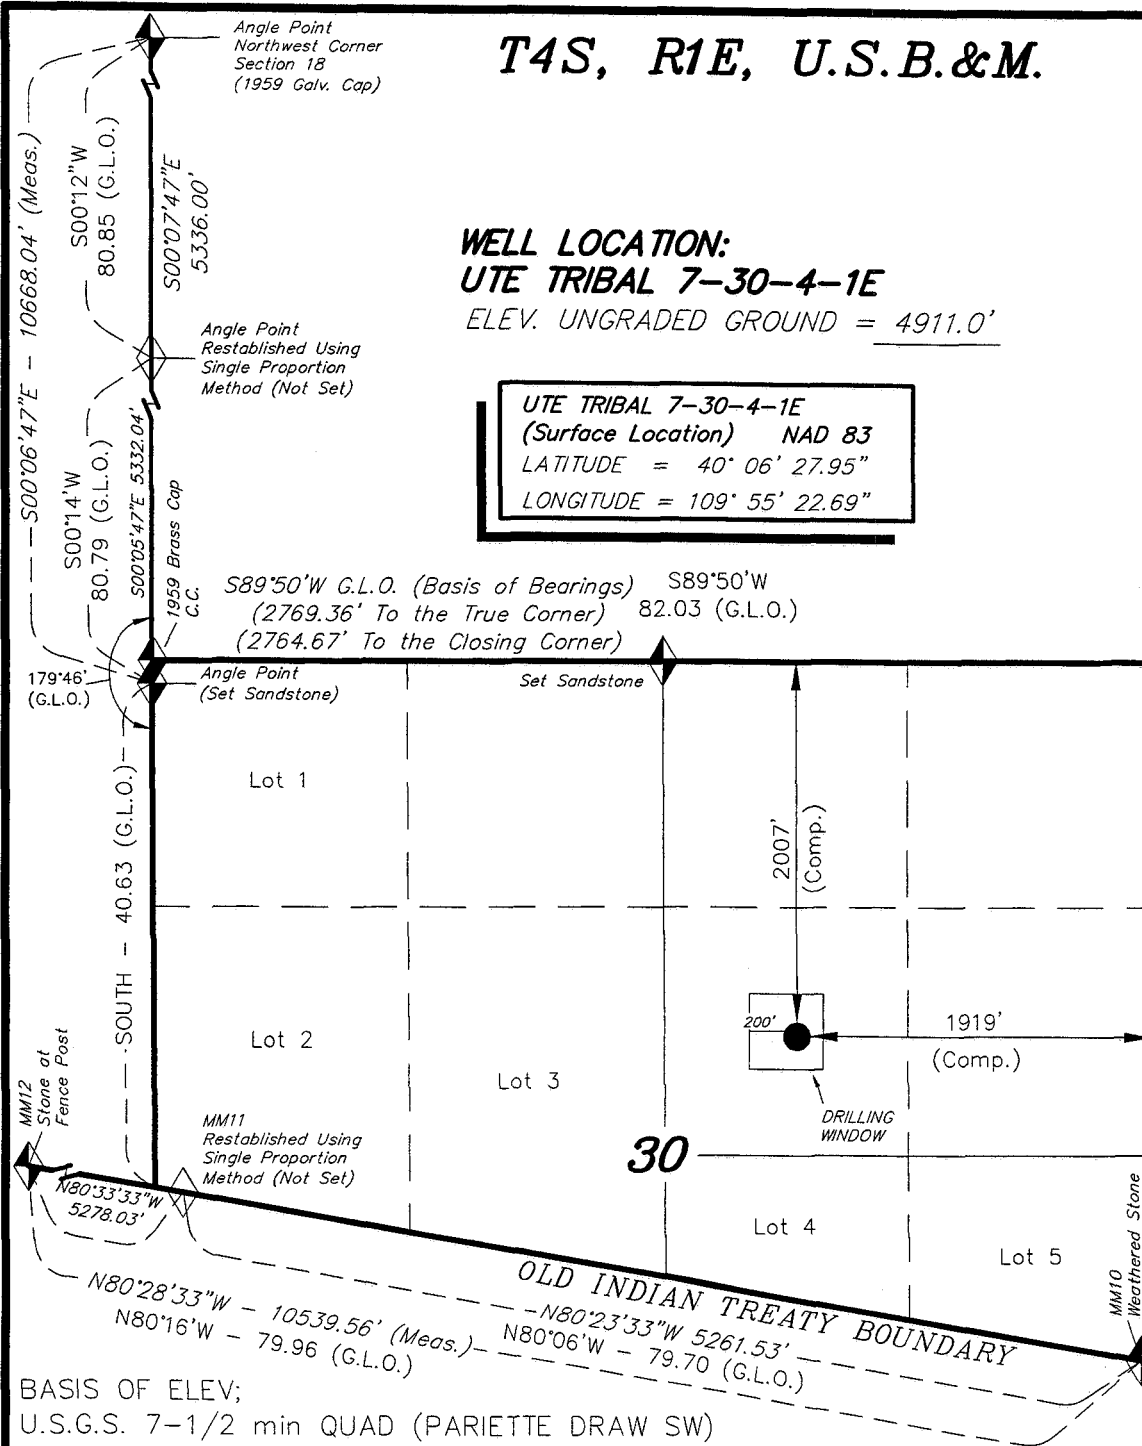 T4S, R1E, U.S.B.&M.
Angle Point
Northwest Corner
Section 18
(1959 Galv. Cap)
S00°06'47"E - 10668.04' (Meas.)
S00°12"W
80.85 (G.L.O.)
S00°07'47"E
5336.00'
WELL LOCATION:
UTE TRIBAL 7-30-4-1E
ELEV. UNGRADED GROUND = 4911.0'
Angle Point
Restablished Using
Single Proportion
Method (Not Set)
UTE TRIBAL 7-30-4-1E
(Surface Location) NAD 83
LATITUDE = 40° 06' 27.95"
LONGITUDE = 109° 55' 22.69"
S00°14'W
80.79 (G.L.O.)
S00°05'47"E 5332.04'
1959 Brass Cap
C.C.
S89°50'W G.L.O. (Basis of Bearings)
(2769.36' To the True Corner)
(2764.67' To the Closing Corner)
S89°50'W
82.03 (G.L.O.)
179°46'
(G.L.O.)
Angle Point
(Set Sandstone)
Set Sandstone
Lot 1
2007'
(Comp.)
SOUTH - 40.63 (G.L.O.)
200'
1919'
(Comp.)
Lot 2
Lot 3
DRILLING
WINDOW
30
MM12
Stone at
Fence Post
MM11
Restablished Using
Single Proportion
Method (Not Set)
N80°33'33"W
5278.03'
Lot 4
Lot 5
MM10
Weathered Stone
OLD INDIAN TREATY BOUNDARY
N80°28'33"W - 10539.56' (Meas.)
N80°16'W - 79.96 (G.L.O.)
N80°23'33"W 5261.53'
N80°06'W - 79.70 (G.L.O.)
BASIS OF ELEV;
U.S.G.S. 7-1/2 min QUAD (PARIETTE DRAW SW)